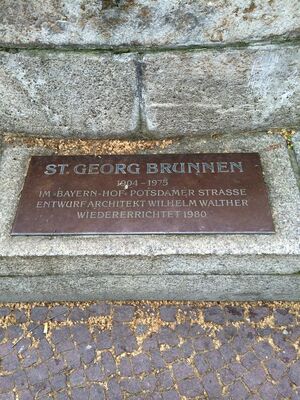 ST. GEORG BRUNNEN
1904-1975
IM »BAYERN-HOF« POTSDAMER STRASSE
ENTWURF ARCHITEKT WILHELM WALTHER
WIEDERERRICHTET 1980